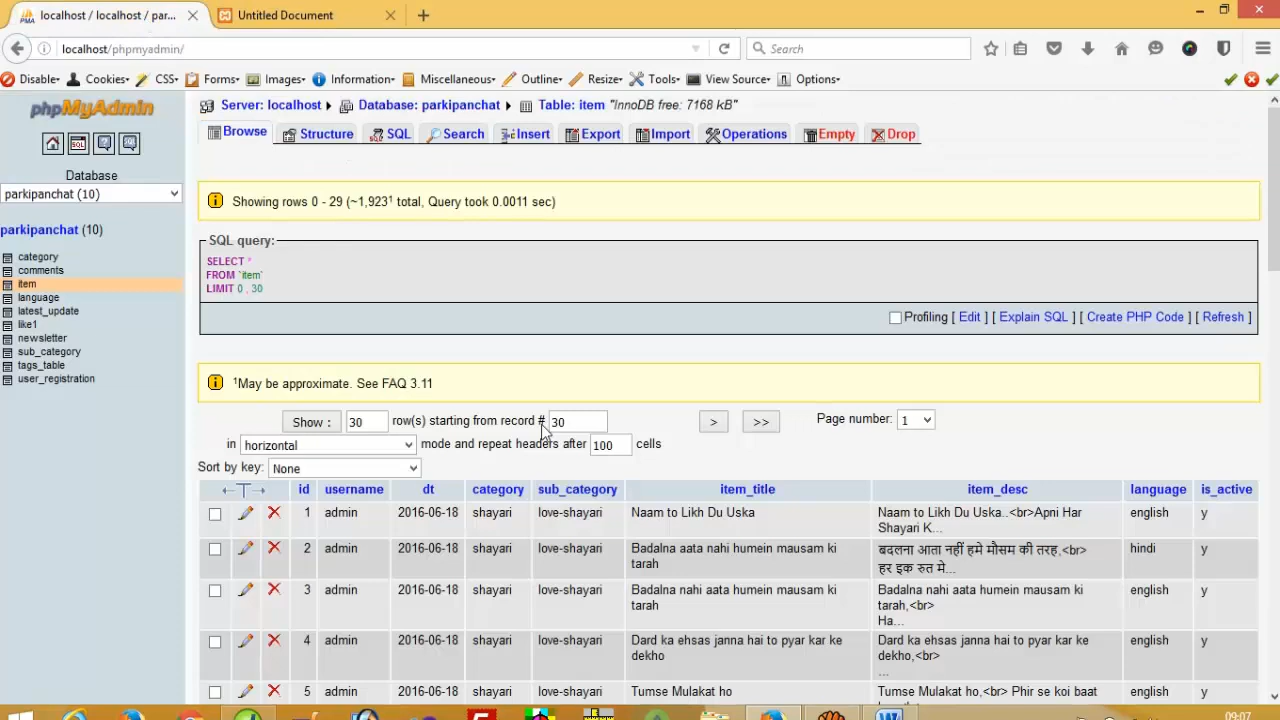 localhost / localhost / par...
Untitled Document
localhost/phpmyadmin/
Search
Disable
Cookies
CSS
Forms
Images
Information
Miscellaneous
Outline
Resize
Tools
View Source
Options
phpMyAdmin
Server: localhost
Database: parkipanchat
Table: item "InnoDB free: 7168 kB"
Browse
Structure
SQL
Search
Insert
Export
Import
Operations
Empty
Drop
Database
parkipanchat (10)
parkipanchat (10)
category
comments
item
language
latest_update
like1
newsletter
sub_category
tags_table
user_registration
Showing rows 0 - 29 (~1,923¹ total, Query took 0.0011 sec)
SQL query:
SELECT *
FROM `item`
LIMIT 0 , 30
Profiling [ Edit ] [ Explain SQL ] [ Create PHP Code ] [ Refresh ]
¹May be approximate. See FAQ 3.11
Show : 30 row(s) starting from record # 30 > >> Page number: 1
in horizontal mode and repeat headers after 100 cells
Sort by key: None
id username dt category sub_category item_title item_desc language is_active
1 admin 2016-06-18 shayari love-shayari Naam to Likh Du Uska Naam to Likh Du Uska..<br>Apni Har english y
Shayari K...
2 admin 2016-06-18 shayari love-shayari Badalna aata nahi humein mausam ki बदलना आता नहीं हमे मौसम की तरह,<br> hindi y
tarah हर इक रुत मे...
3 admin 2016-06-18 shayari love-shayari Badalna nahi aata humein mausam ki Badalna nahi aata humein mausam ki english y
tarah tarah,<br>
Ha...
4 admin 2016-06-18 shayari love-shayari Dard ka ehsas janna hai to pyar kar ke Dard ka ehsas janna hai to pyar kar ke english y
dekho dekho,<br>
...
5 admin 2016-06-18 shayari love-shayari Tumse Mulakat ho Tumse Mulakat ho,<br> Phir se koi baat english y
09:07